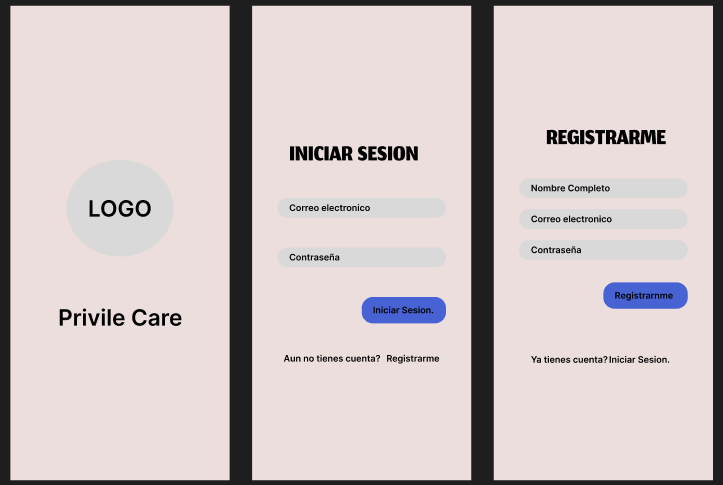 LOGO
Privile Care
INICIAR SESION
Correo electronico
Contraseña
Iniciar Sesion.
Aun no tienes cuenta? Registrarme
REGISTRARME
Nombre Completo
Correo electronico
Contraseña
Registrarnme
Ya tienes cuenta? Iniciar Sesion.